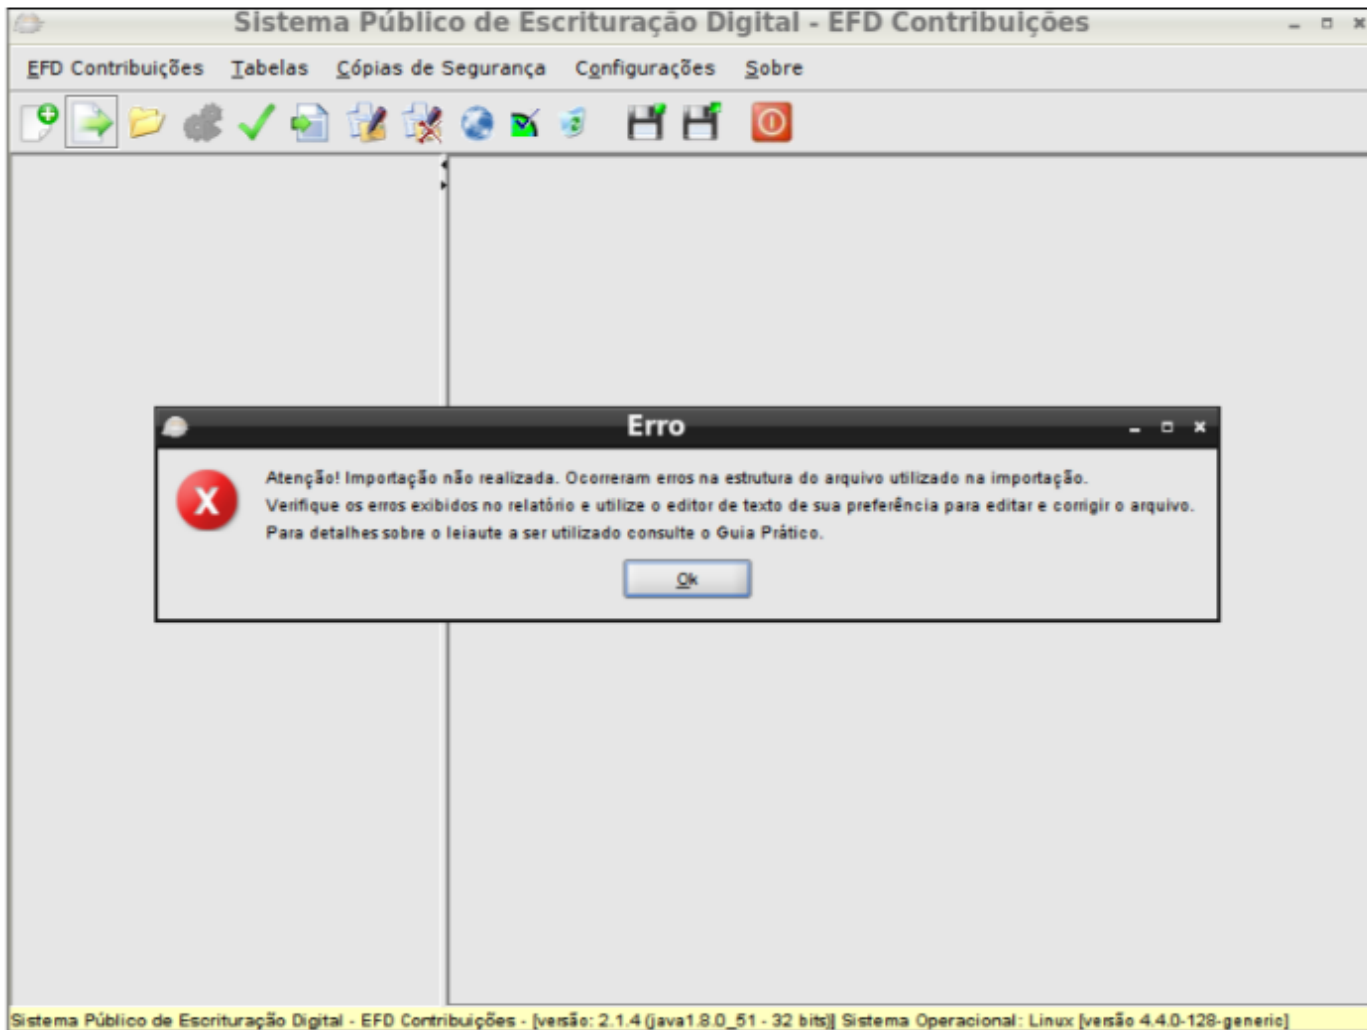 Sistema Público de Escrituração Digital - EFD Contribuições
EFD Contribuições Tabelas Cópias de Segurança Configurações Sobre
Erro
Atenção! Importação não realizada. Ocorreram erros na estrutura do arquivo utilizado na importação.
Verifique os erros exibidos no relatório e utilize o editor de texto de sua preferência para editar e corrigir o arquivo.
Para detalhes sobre o leiaute a ser utilizado consulte o Guia Prático.
Ok
Sistema Público de Escrituração Digital - EFD Contribuições - [versão: 2.1.4 (java1.8.0_51 - 32 bits)] Sistema Operacional: Linux [versão 4.4.0-128-generic]